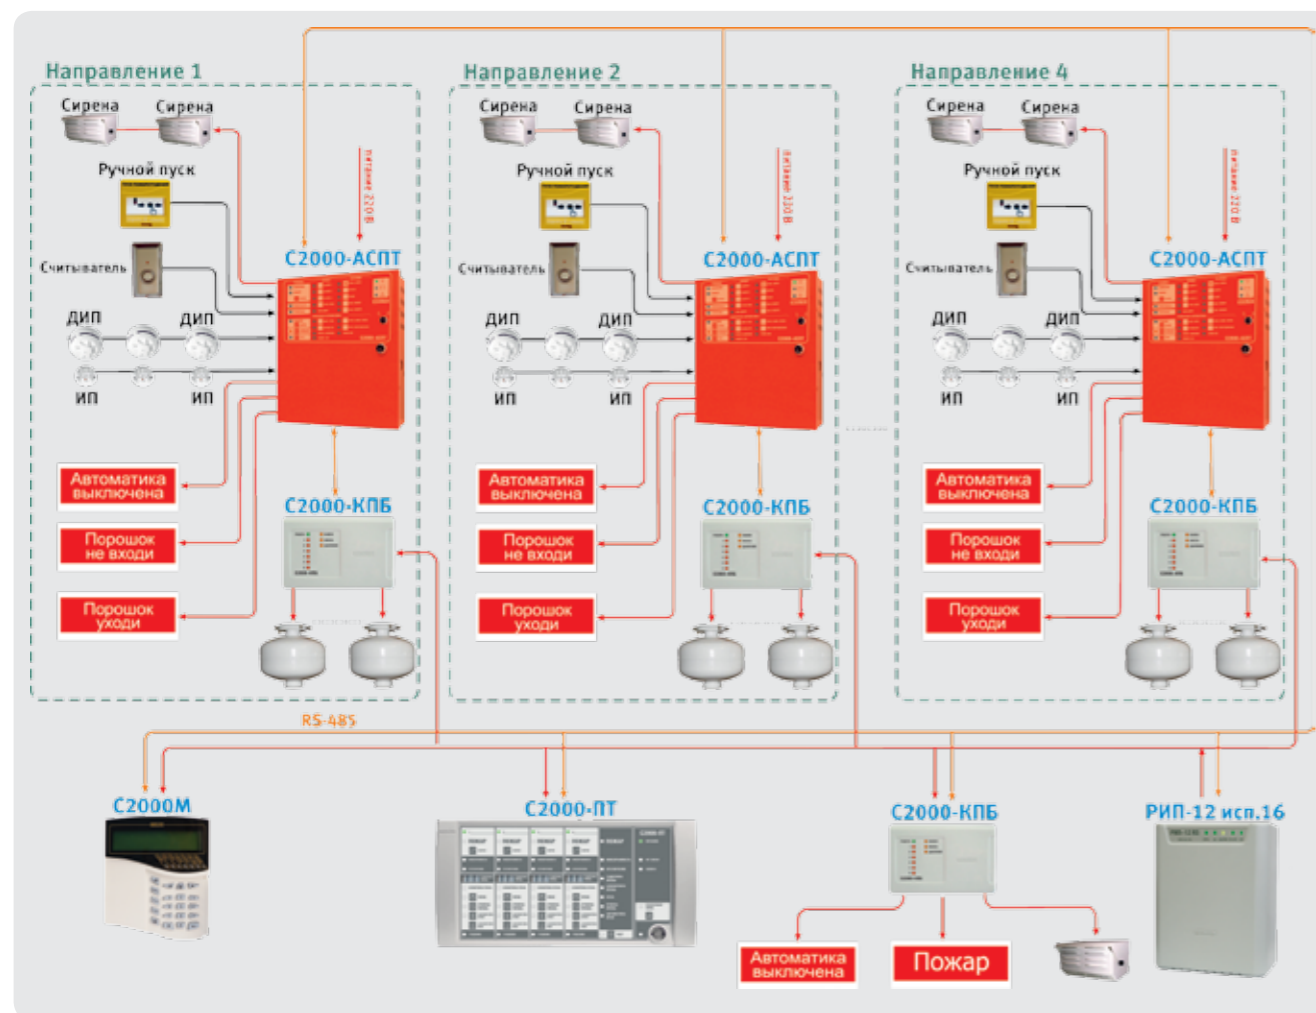 Направление 1
Сирена Сирена
Ручной пуск
питание 220 В
С2000-АСПТ
Считыватель
ДИП ДИП
ИП ИП
Автоматика
выключена
С2000-КПБ
Порошок
не входи
Порошок
уходи
Направление 2
Сирена Сирена
Ручной пуск
питание 220 В
С2000-АСПТ
Считыватель
ДИП ДИП
ИП ИП
Автоматика
выключена
С2000-КПБ
Порошок
не входи
Порошок
уходи
Направление 4
Сирена Сирена
Ручной пуск
питание 220 В
С2000-АСПТ
Считыватель
ДИП ДИП
ИП ИП
Автоматика
выключена
С2000-КПБ
Порошок
не входи
Порошок
уходи
RS-485
С2000М
С2000-ПТ
С2000-КПБ
РИП-12 исп.16
Автоматика
выключена
Пожар